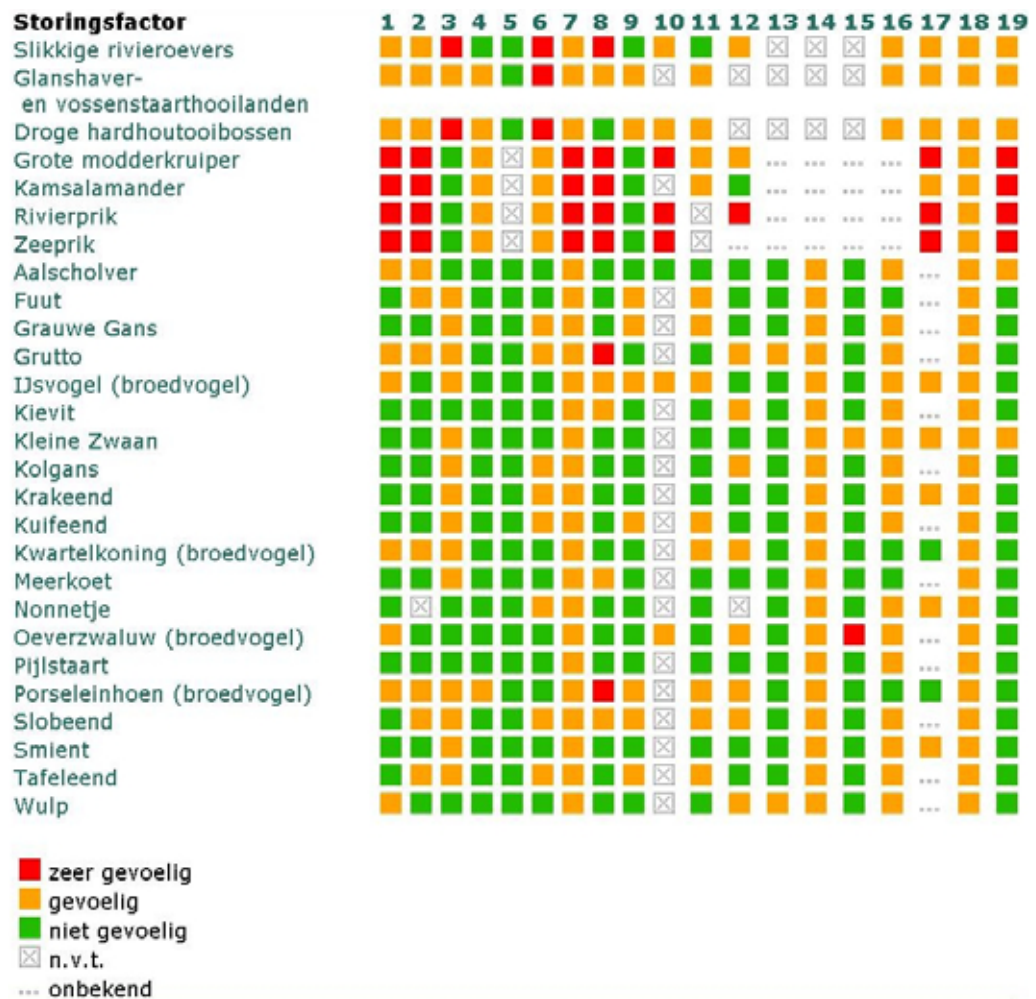 Storingsfactor 1 2 3 4 5 6 7 8 9 10 11 12 13 14 15 16 17 18 19
Slikkige rivieroevers
Glanshaver-
en vossenstaarthooilanden
Droge hardhoutooibossen
Grote modderkruiper ... ... ... ...
Kamsalamander ... ... ... ...
Rivierprik ... ... ... ...
Zeeprik ... ... ... ... ...
Aalscholver ...
Fuut ...
Grauwe Gans ...
Grutto ...
IJsvogel (broedvogel)
Kievit ...
Kleine Zwaan
Kolgans ...
Krakeend
Kuifeend ...
Kwartelkoning (broedvogel)
Meerkoet ...
Nonnetje
Oeverzwaluw (broedvogel) ...
Pijlstaart ...
Porseleinhoen (broedvogel)
Slobeend ...
Smient
Tafeleend ...
Wulp ...
zeer gevoelig
gevoelig
niet gevoelig
n.v.t.
... onbekend